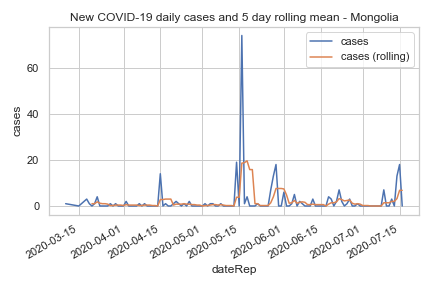 New COVID-19 daily cases and 5 day rolling mean - Mongolia
cases
cases (rolling)
60
40
20
0
cases
2020-03-15
2020-04-01
2020-04-15
2020-05-01
2020-05-15
2020-06-01
2020-06-15
2020-07-01
2020-07-15
dateRep